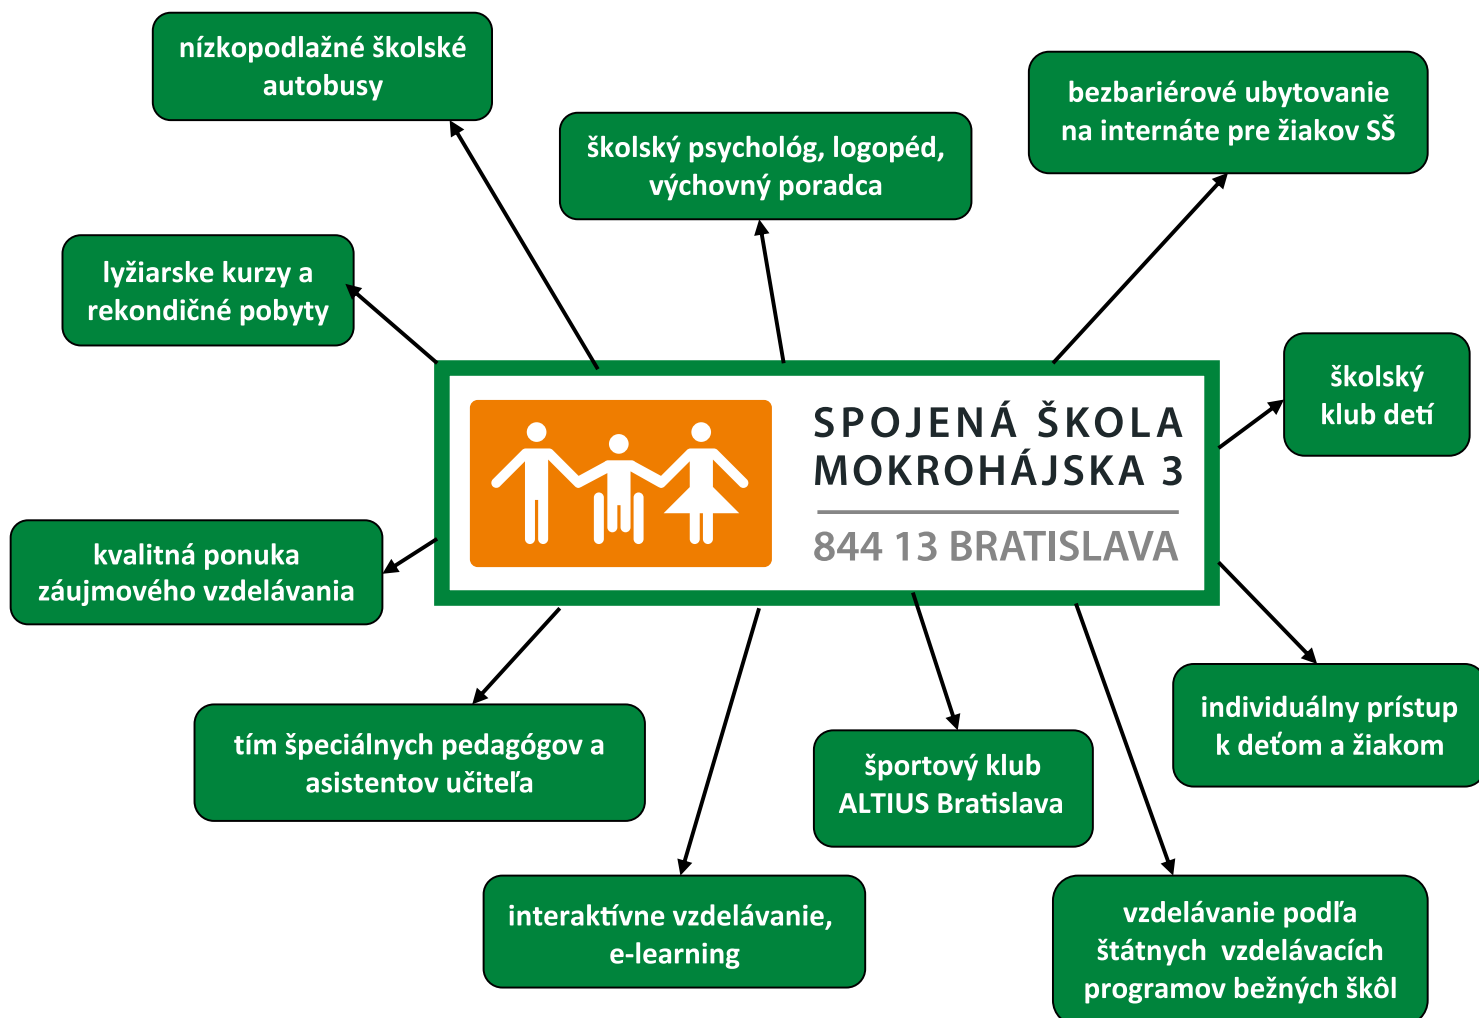 nízkopodlažné školské
autobusy
školský psychológ, logopéd,
výchovný poradca
bezbariérové ubytovanie
na internáte pre žiakov SŠ
lyžiarske kurzy a
rekondičné pobyty
školský
klub detí
SPOJENÁ ŠKOLA
MOKROHÁJSKA 3
844 13 BRATISLAVA
kvalitná ponuka
záujmového vzdelávania
individuálny prístup
k deťom a žiakom
tím špeciálnych pedagógov a
asistentov učiteľa
športový klub
ALTIUS Bratislava
interaktívne vzdelávanie,
e-learning
vzdelávanie podľa
štátnych vzdelávacích
programov bežných škôl